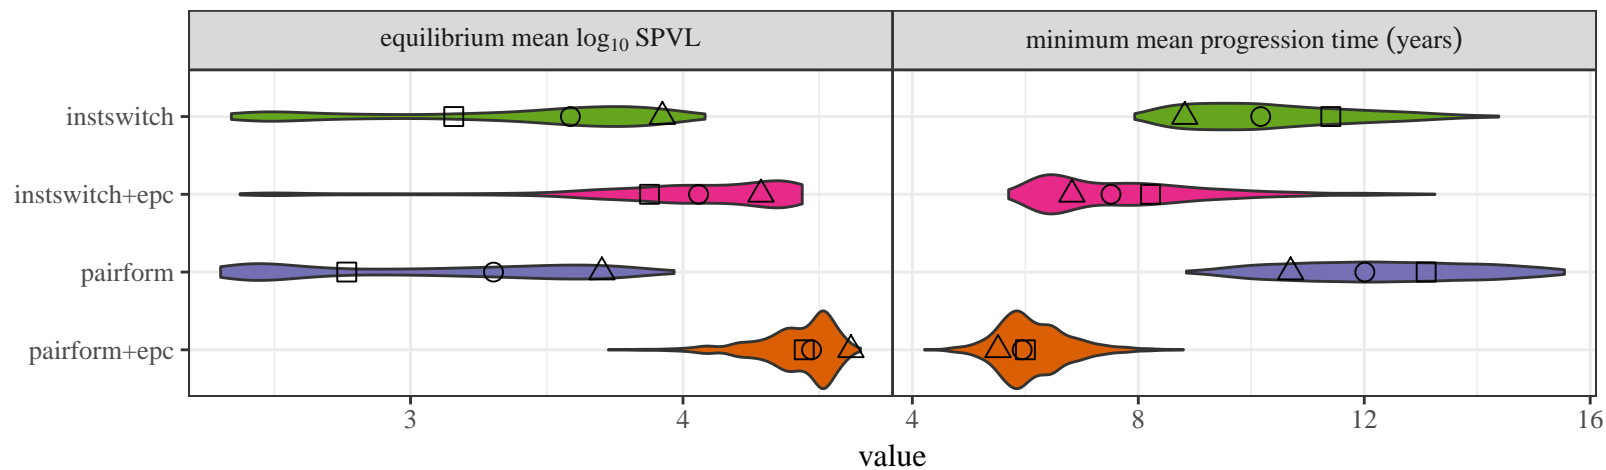 equilibrium mean log₁₀ SPVL
minimum mean progression time (years)
instswitch
instswitch+epc
pairform
pairform+epc
3 4 4 8 12 16
value